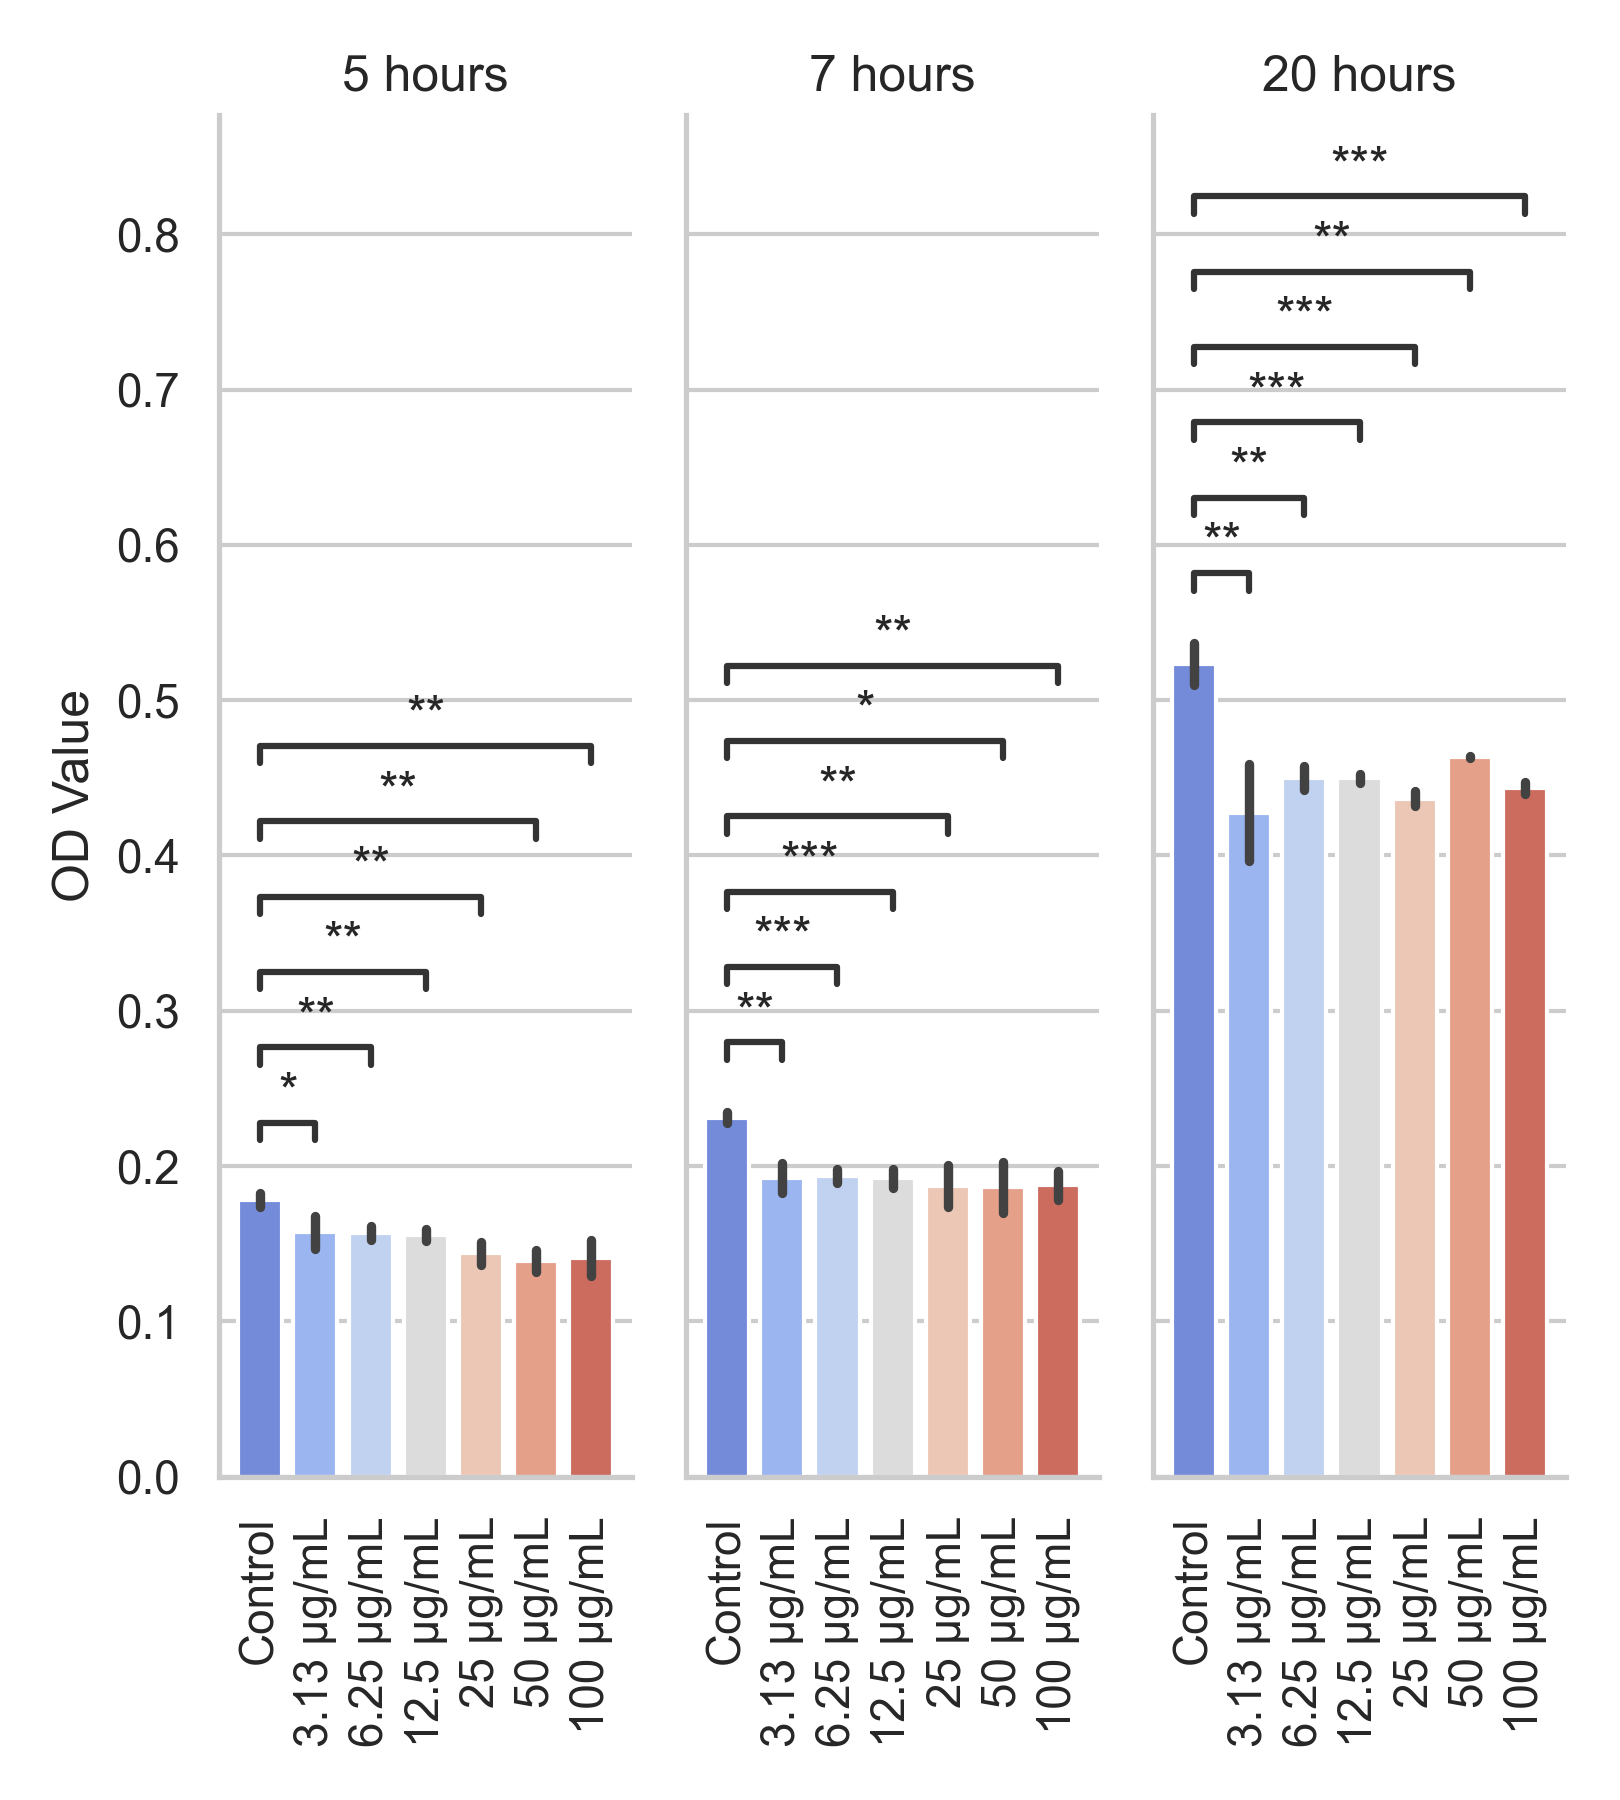 5 hours
7 hours
20 hours
OD Value
0.8
0.7
0.6
0.5
0.4
0.3
0.2
0.1
0.0
**
**
**
**
**
*
**
*
**
***
***
**
***
**
***
***
**
**
Control
3.13 µg/mL
6.25 µg/mL
12.5 µg/mL
25 µg/mL
50 µg/mL
100 µg/mL
Control
3.13 µg/mL
6.25 µg/mL
12.5 µg/mL
25 µg/mL
50 µg/mL
100 µg/mL
Control
3.13 µg/mL
6.25 µg/mL
12.5 µg/mL
25 µg/mL
50 µg/mL
100 µg/mL